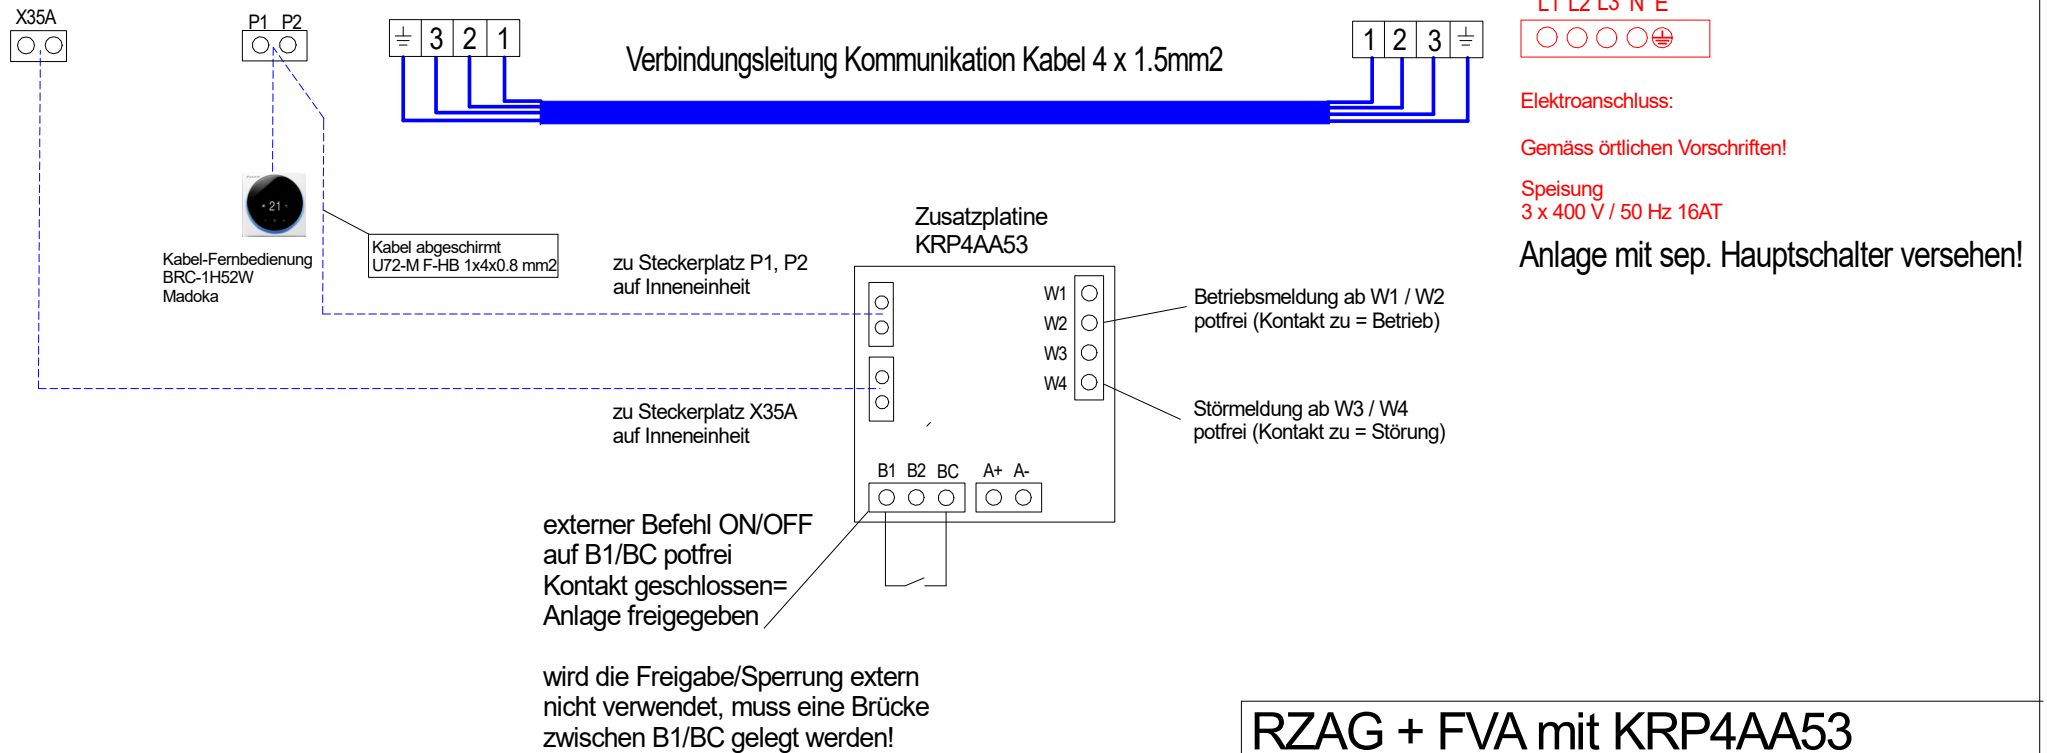 X35A
P1 P2
3 2 1
Verbindungsleitung Kommunikation Kabel 4 x 1.5mm2
1 2 3
L1 L2 L3 N E
Elektroanschluss:
Gemäss örtlichen Vorschriften!
Speisung
3 x 400 V / 50 Hz 16AT
Anlage mit sep. Hauptschalter versehen!
21
Kabel-Fernbedienung
BRC-1H52W
Madoka
Kabel abgeschirmt
U72-M F-HB 1x4x0.8 mm2
zu Steckerplatz P1, P2
auf Inneneinheit
zu Steckerplatz X35A
auf Inneneinheit
Zusatzplatine
KRP4AA53
W1
W2
W3
W4
Betriebsmeldung ab W1 / W2
potfrei (Kontakt zu = Betrieb)
Störmeldung ab W3 / W4
potfrei (Kontakt zu = Störung)
B1 B2 BC A+ A-
externer Befehl ON/OFF
auf B1/BC potfrei
Kontakt geschlossen=
Anlage freigegeben
wird die Freigabe/Sperrung extern
nicht verwendet, muss eine Brücke
zwischen B1/BC gelegt werden!
RZAG + FVA mit KRP4AA53